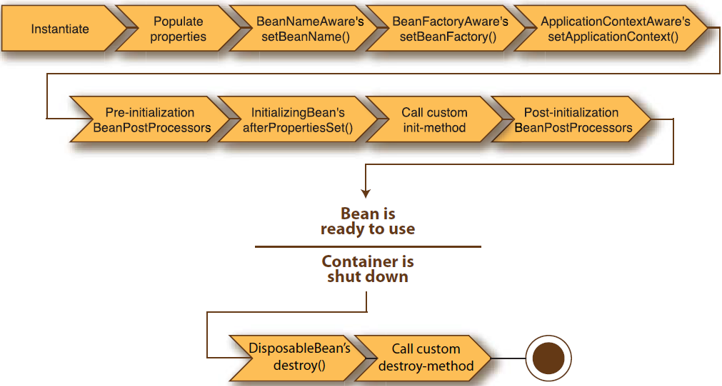 Instantiate
Populate
properties
BeanNameAware's
setBeanName()
BeanFactoryAware's
setBeanFactory()
ApplicationContextAware's
setApplicationContext()
Pre-initialization
BeanPostProcessors
InitializingBean's
afterPropertiesSet()
Call custom
init-method
Post-initialization
BeanPostProcessors
Bean is
ready to use
Container is
shut down
DisposableBean's
destroy()
Call custom
destroy-method